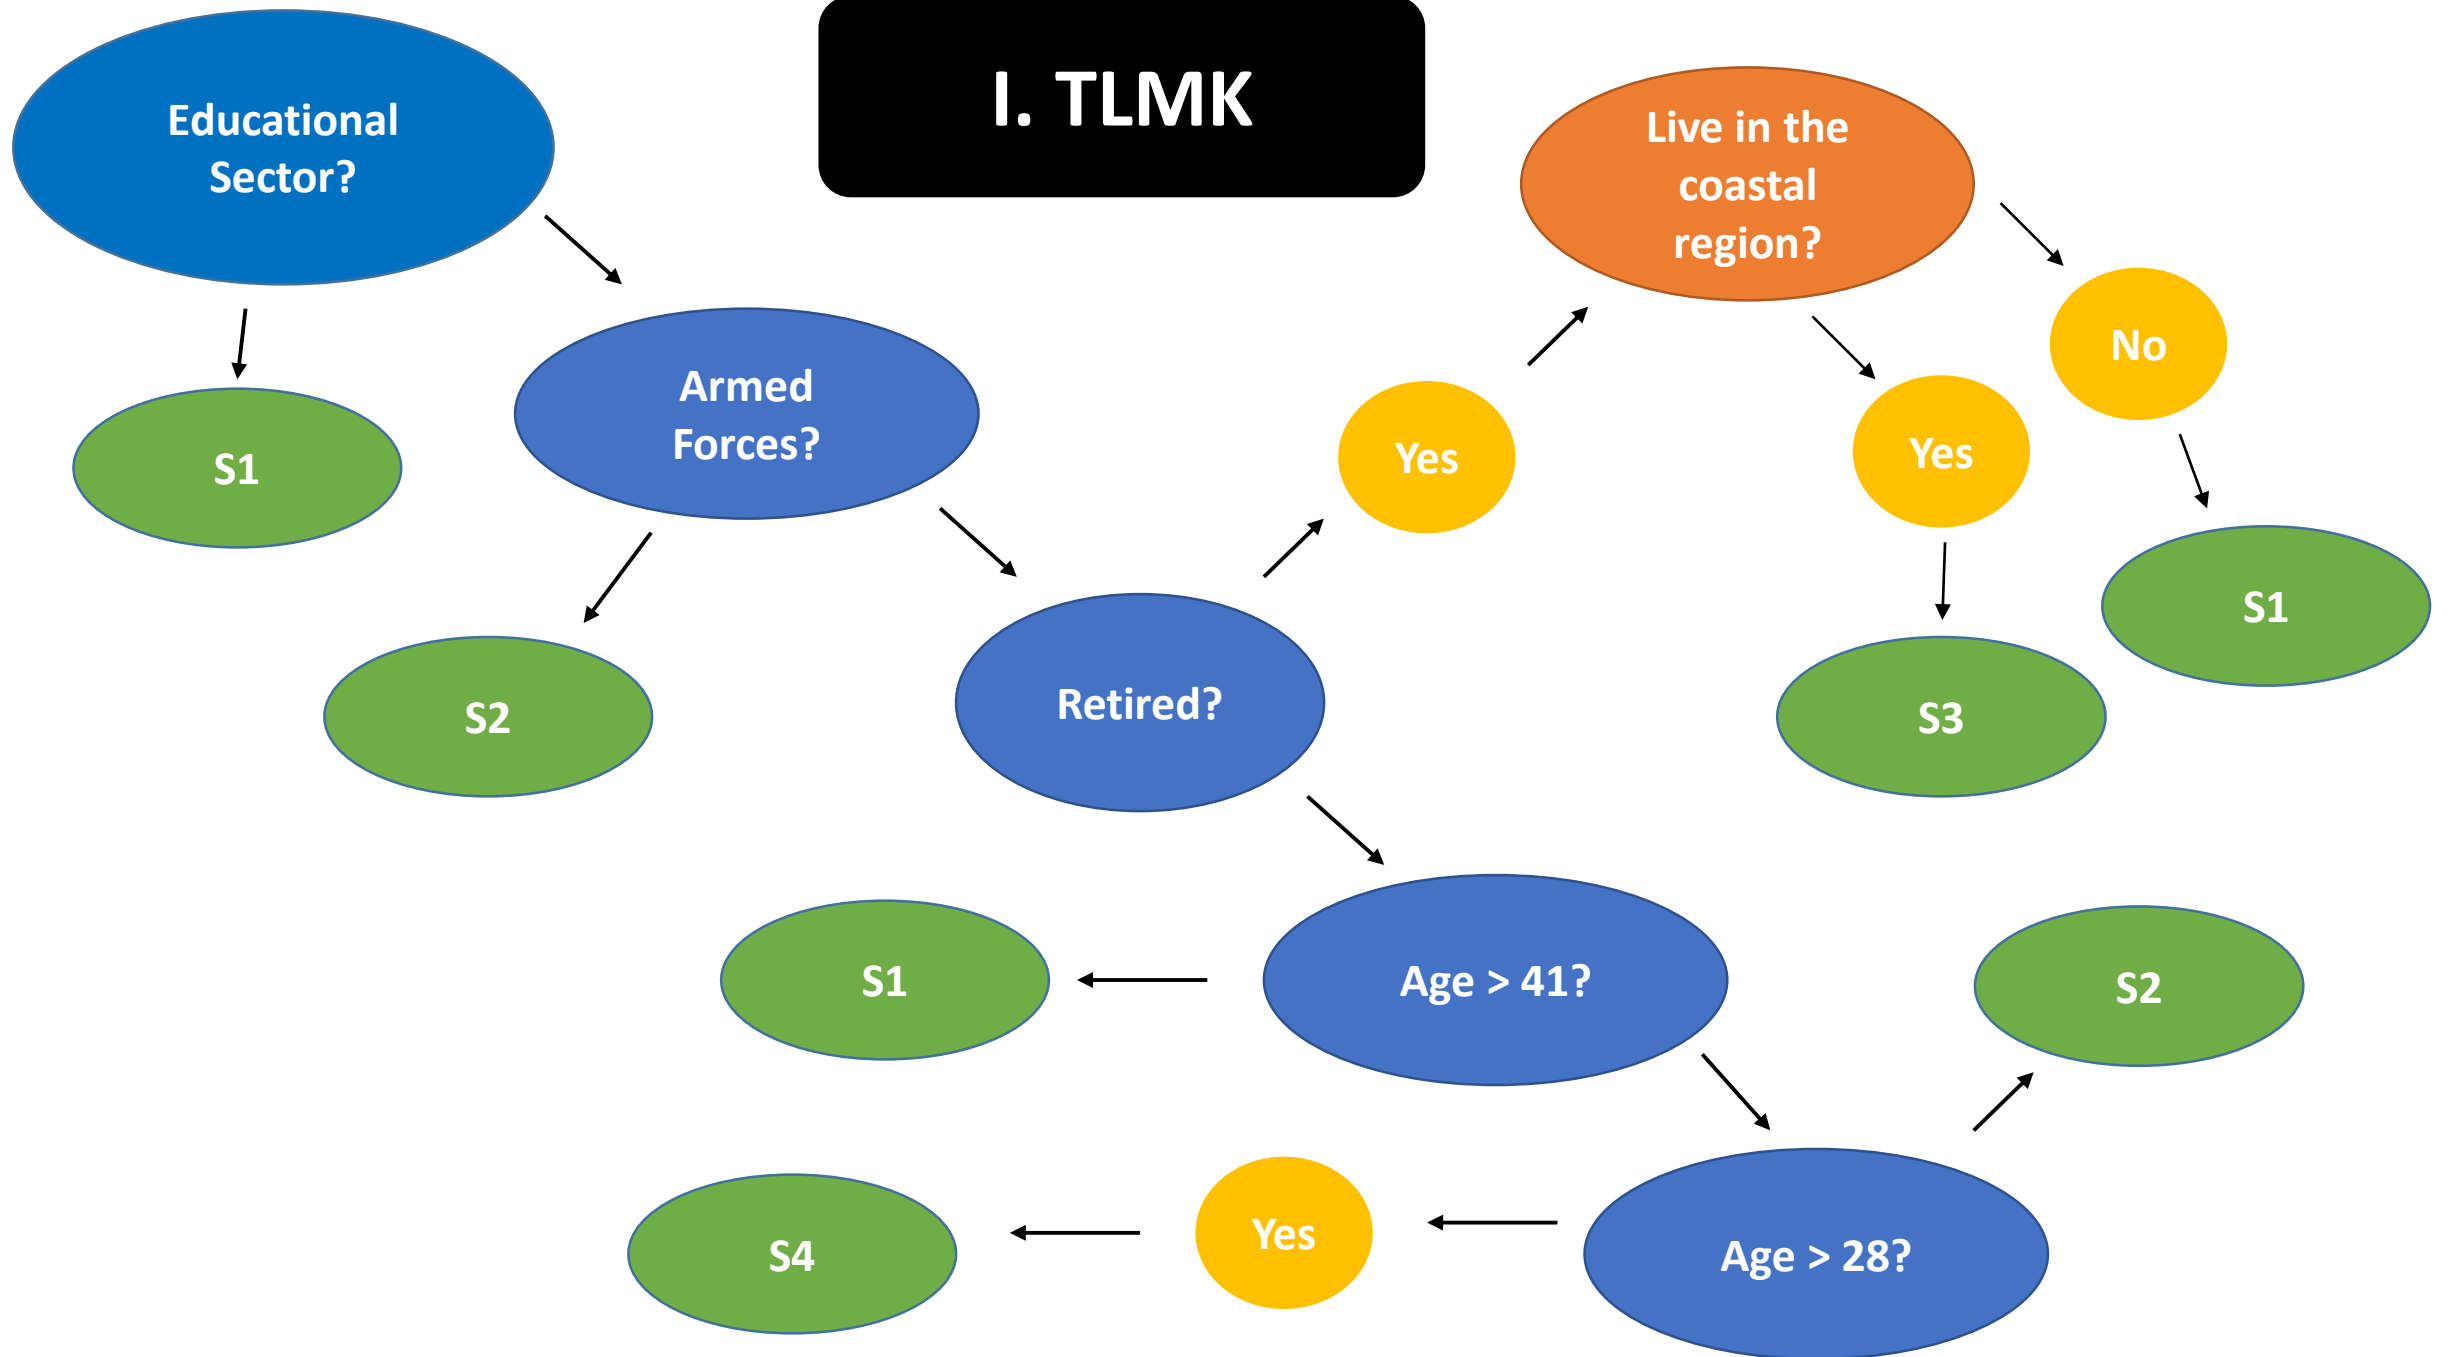 I. TLMK
Educational
Sector?
Live in the
coastal
region?
No
Armed
Forces?
Yes
Yes
S1
S1
Retired?
S2
S3
Age > 41?
S1
S2
Age > 28?
Yes
S4